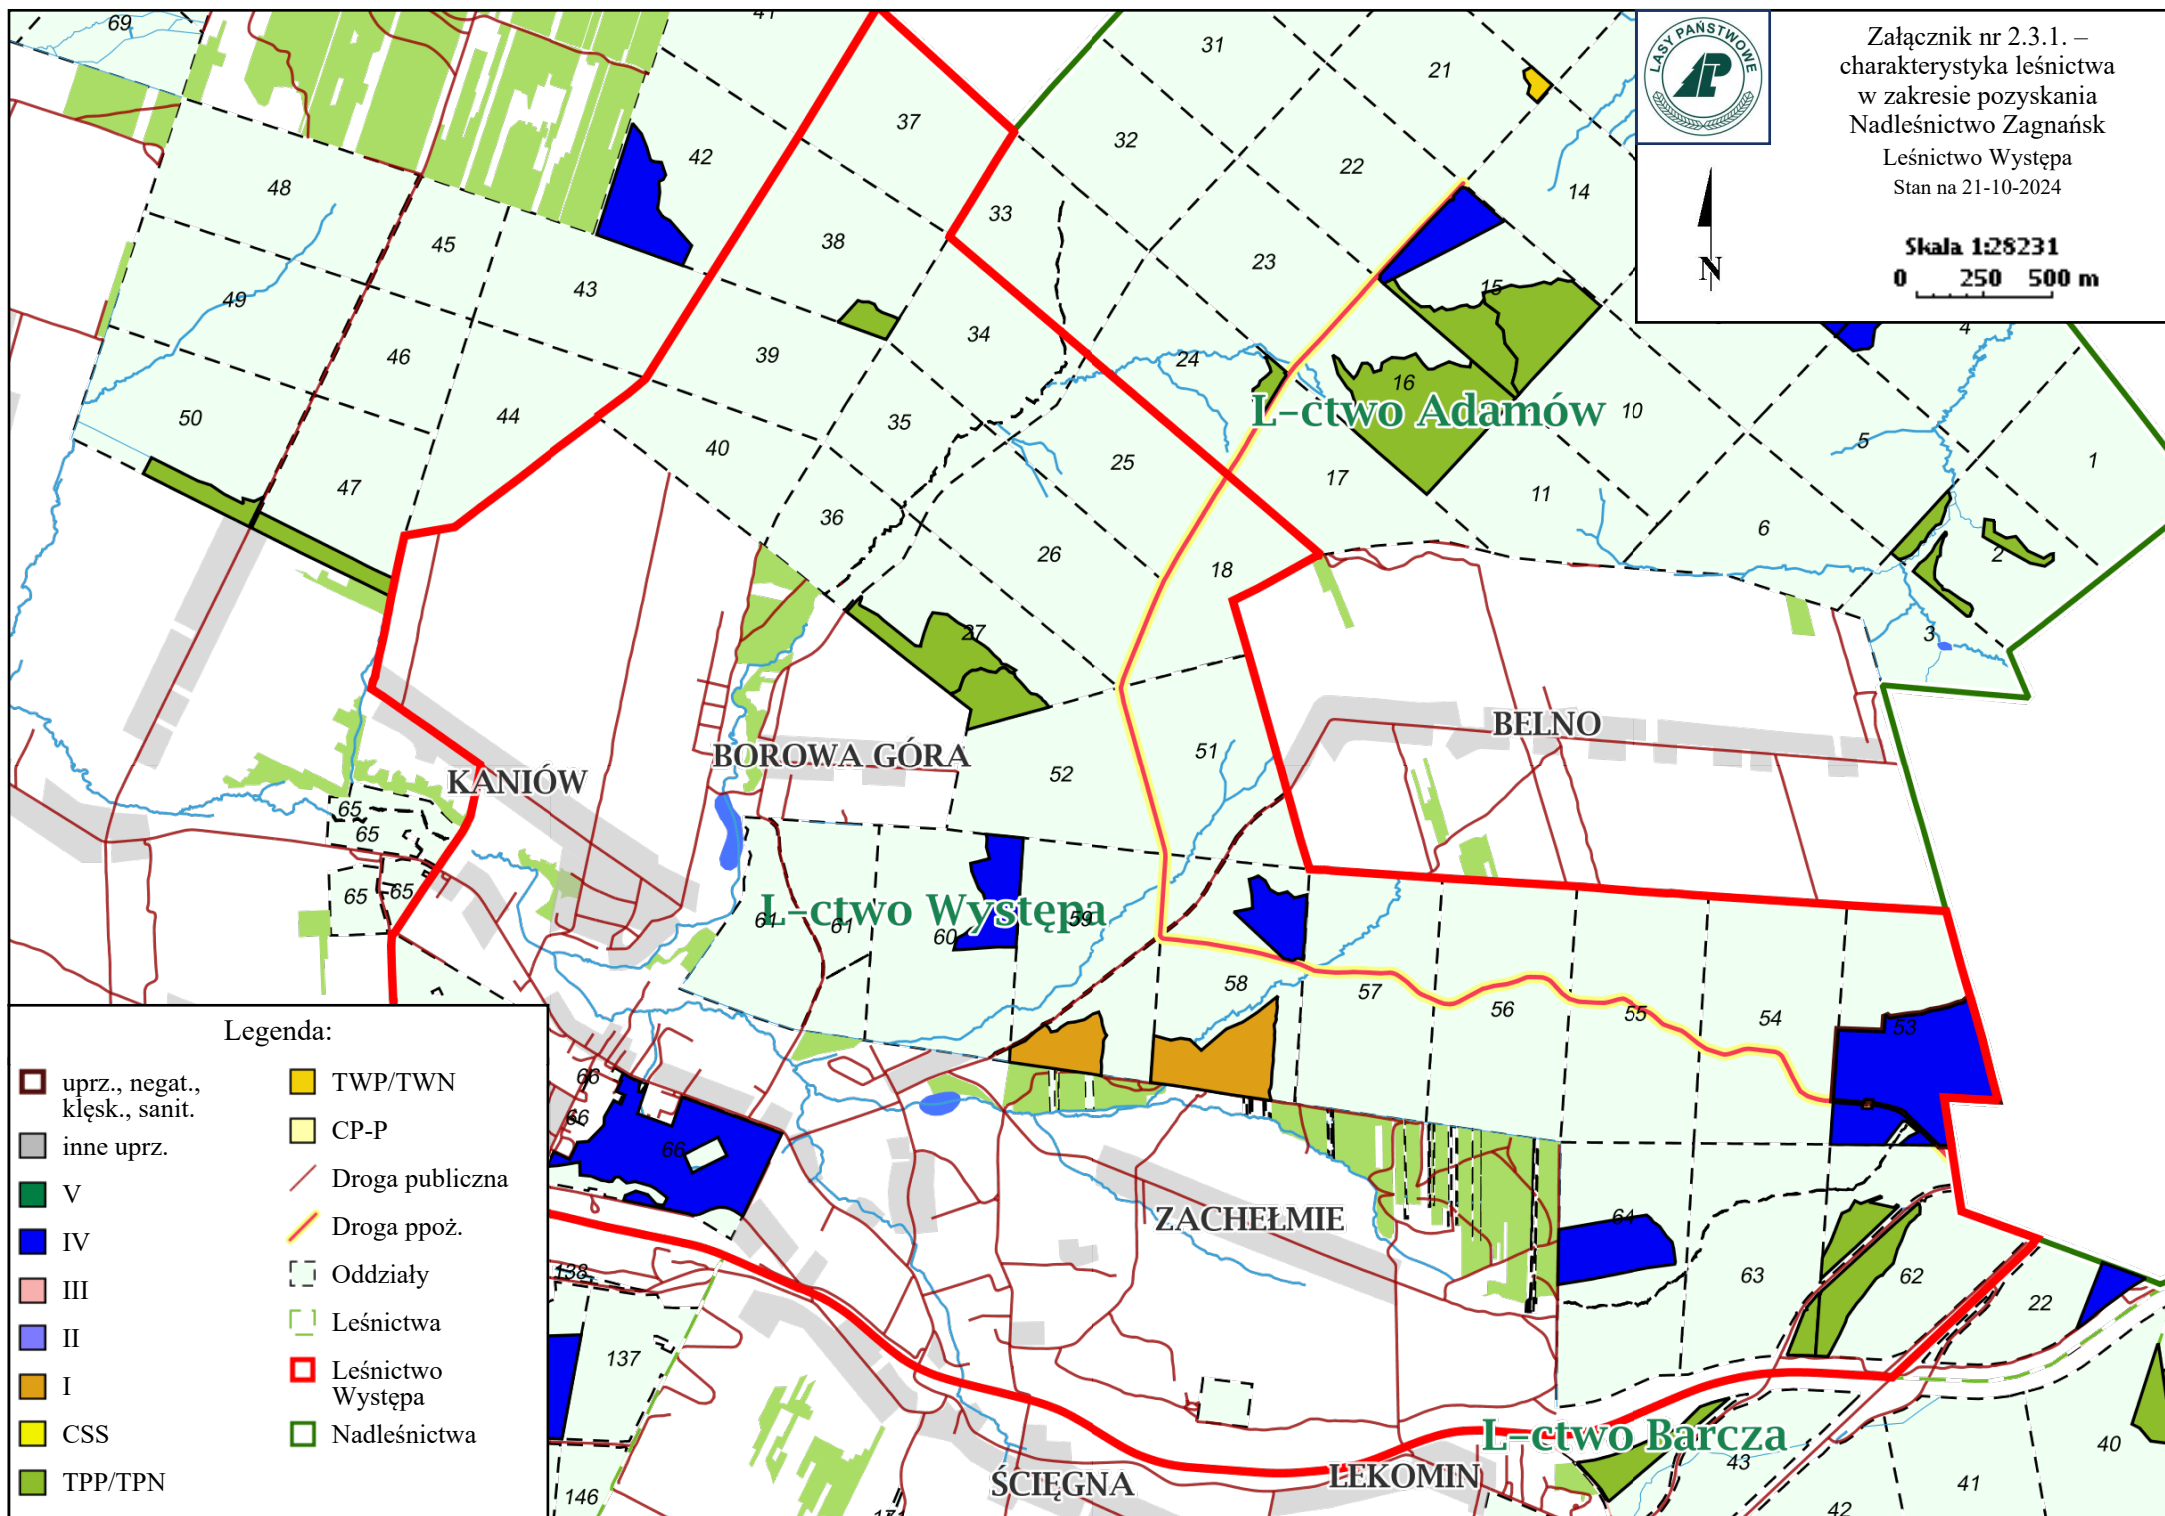 LASY PAŃSTWOWE
Załącznik nr 2.3.1. –
charakterystyka leśnictwa
w zakresie pozyskania
Nadleśnictwo Zagnańsk
Leśnictwo Występa
Stan na 21-10-2024
Skala 1:28231
0 250 500 m
N
69
41
31
21
37
42
32
22
14
48
33
45
38
23
43
15
49
34
4
46
39
24
16
L-ctwo Adamów
50
44
35
10
5
40
25
1
47
17
11
36
6
26
18
2
27
3
BELNO
51
BOROWA GÓRA
52
KANIÓW
65
65
65
65
L-ctwo Występa
61
61
60
59
58
57
56
55
54
53
66
66
66
ZACHEŁMIE
64
63
62
22
138
137
146
L-ctwo Barcza
43
40
41
42
ŚCIĘGNA
ŁEKOMIN
Legenda:
uprz., negat.,
klęsk., sanit.
inne uprz.
V
IV
III
II
I
CSS
TPP/TPN
TWP/TWN
CP-P
Droga publiczna
Droga ppoż.
Oddziały
Leśnictwa
Leśnictwo
Występa
Nadleśnictwa